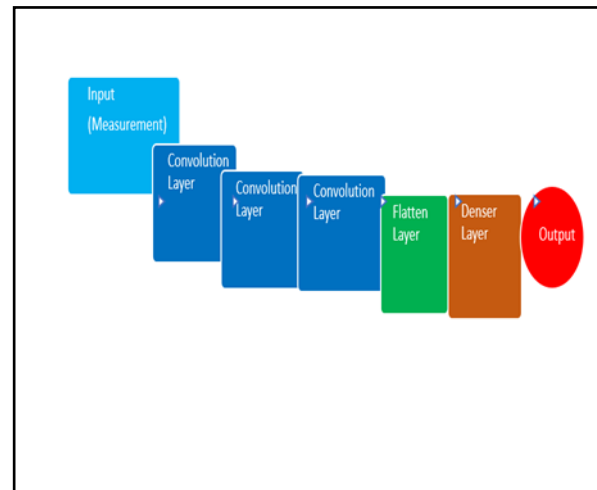 Input
(Measurement)
Convolution
Layer
Convolution
Layer
Convolution
Layer
Flatten
Layer
Denser
Layer
Output